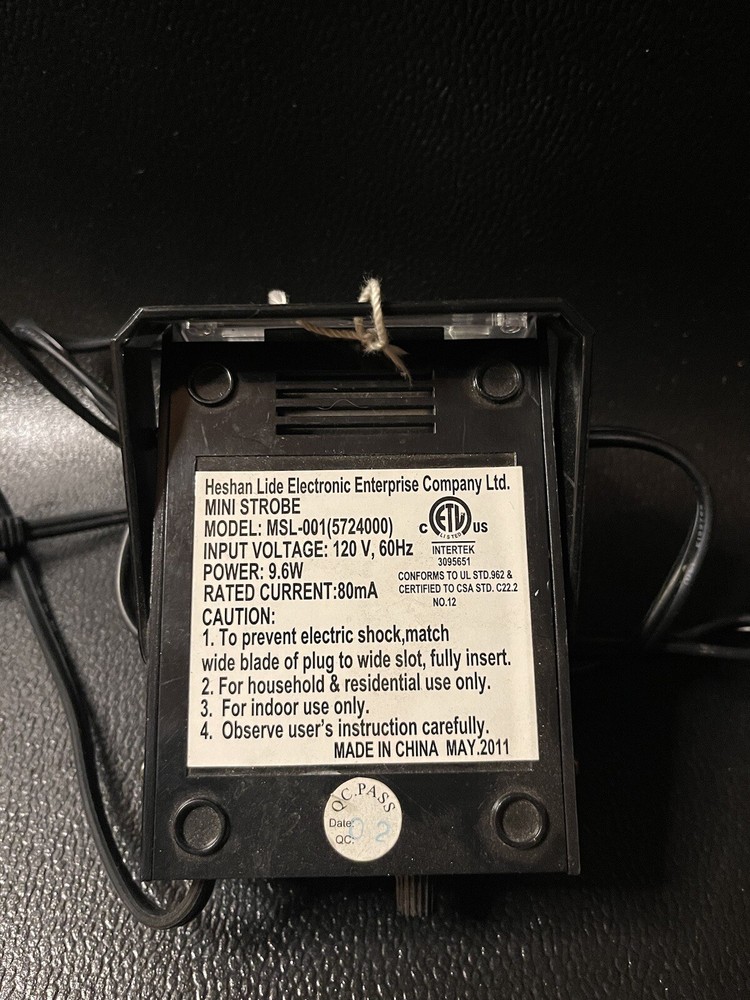 Heshan Lide Electronic Enterprise Company Ltd.
MINI STROBE
MODEL: MSL-001(5724000)
INPUT VOLTAGE: 120 V, 60Hz
POWER: 9.6W
RATED CURRENT:80mA
C ETL US
LISTED
INTERTEK
3095651
CONFORMS TO UL STD.962 &
CERTIFIED TO CSA STD. C22.2
NO.12
CAUTION:
1. To prevent electric shock,match
wide blade of plug to wide slot, fully insert.
2. For household & residential use only.
3. For indoor use only.
4. Observe user's instruction carefully.
MADE IN CHINA MAY.2011
QC.PASS
Date: 02
QC: